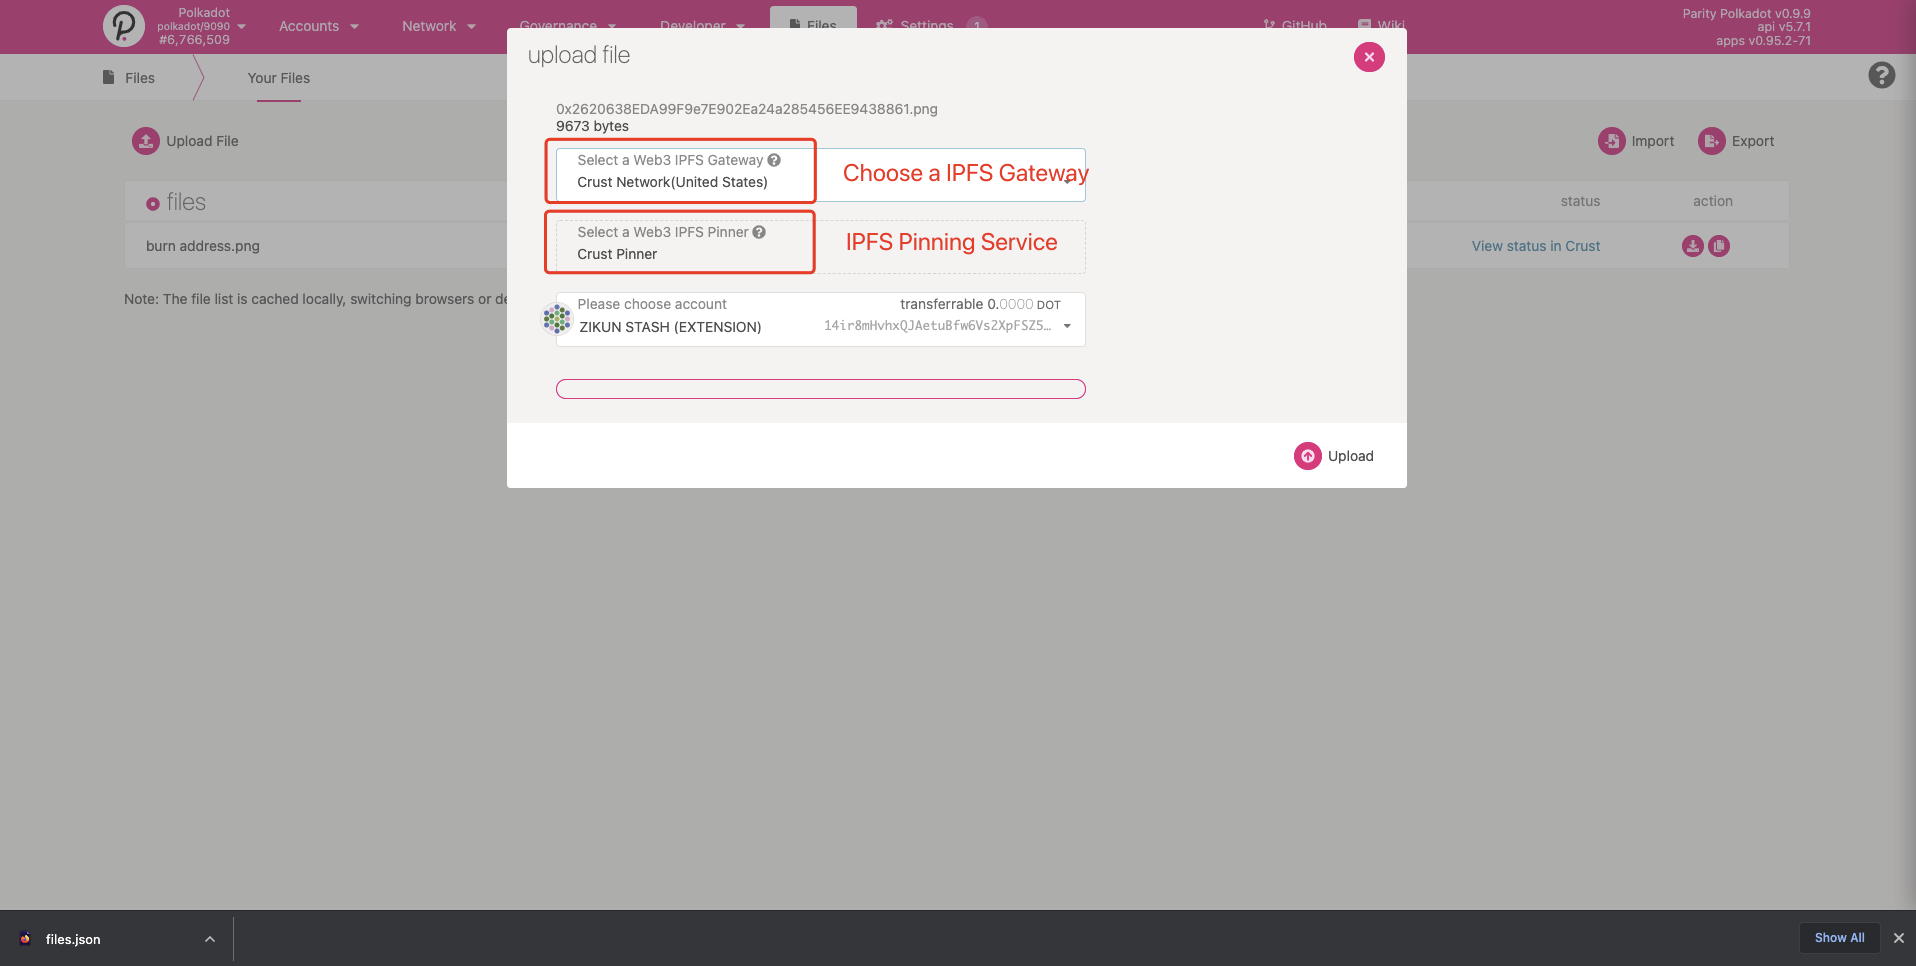 Polkadot
polkadot/9090
#6,766,509
Accounts
Network
Governance
Developer
Files
Settings
1
GitHub
Wiki
Parity Polkadot v0.9.9
api v5.7.1
apps v0.95.2-71
Files
Your Files
Upload File
Import
Export
files
status
action
burn address.png
View status in Crust
Note: The file list is cached locally, switching browsers or de
upload file
0x2620638EDA99F9e7E902Ea24a285456EE9438861.png
9673 bytes
Select a Web3 IPFS Gateway
Crust Network(United States)
Choose a IPFS Gateway
Select a Web3 IPFS Pinner
Crust Pinner
IPFS Pinning Service
Please choose account
transferrable 0.0000 DOT
ZIKUN STASH (EXTENSION)
14ir8mHvhxQJAetuBfw6Vs2XpFSZ5…
Upload
files.json
Show All